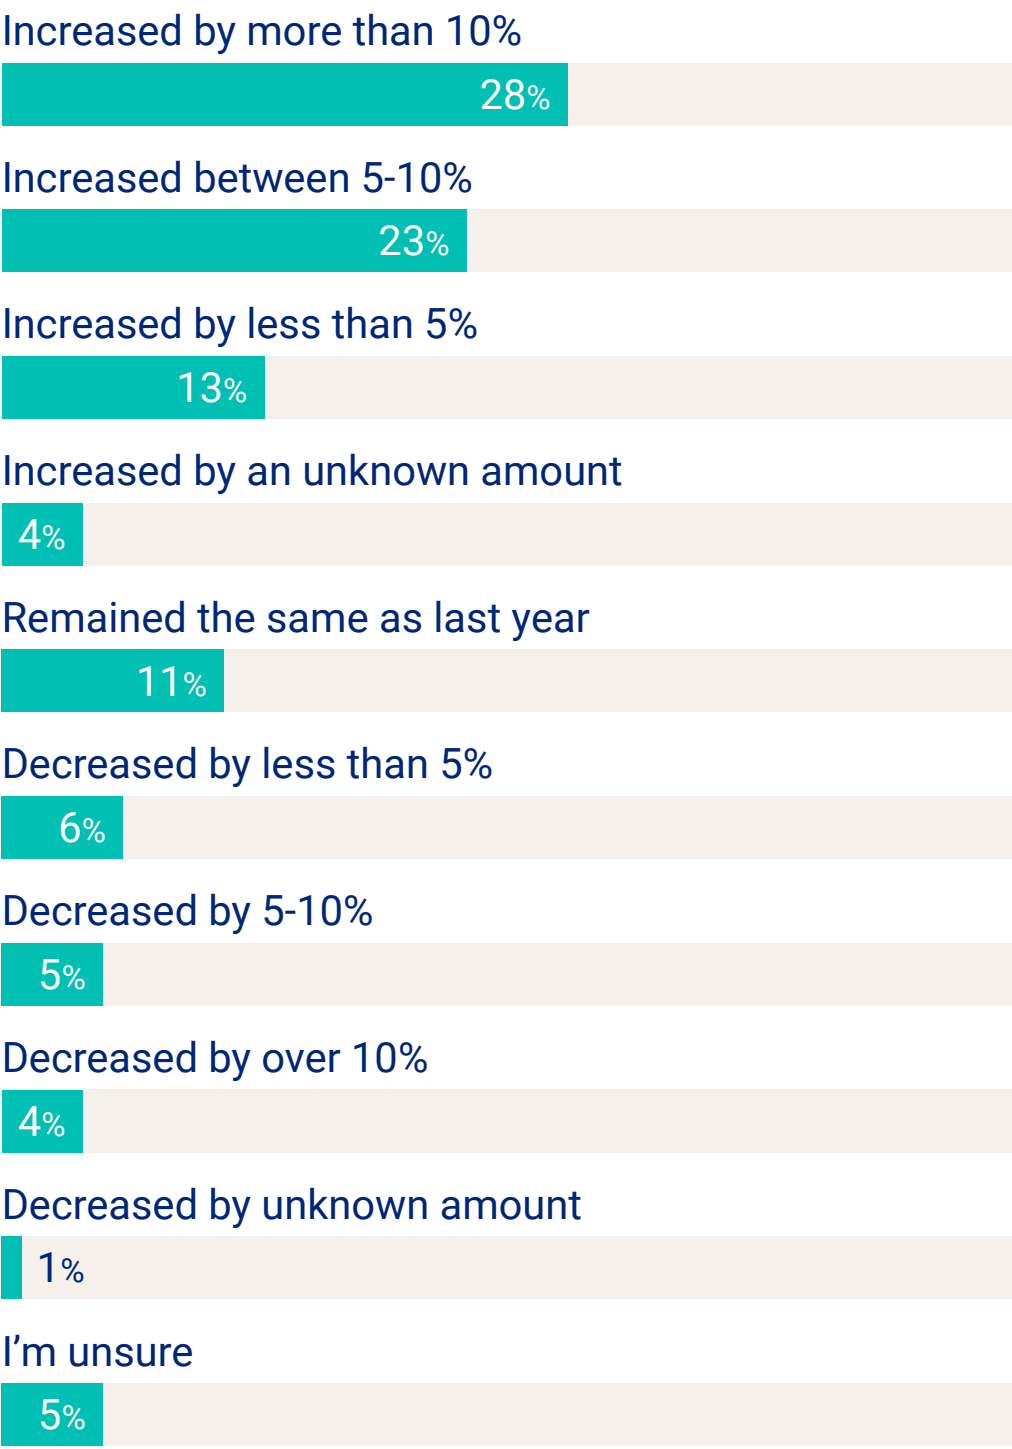 Increased by more than 10%
28%
Increased between 5-10%
23%
Increased by less than 5%
13%
Increased by an unknown amount
4%
Remained the same as last year
11%
Decreased by less than 5%
6%
Decreased by 5-10%
5%
Decreased by over 10%
4%
Decreased by unknown amount
1%
I’m unsure
5%